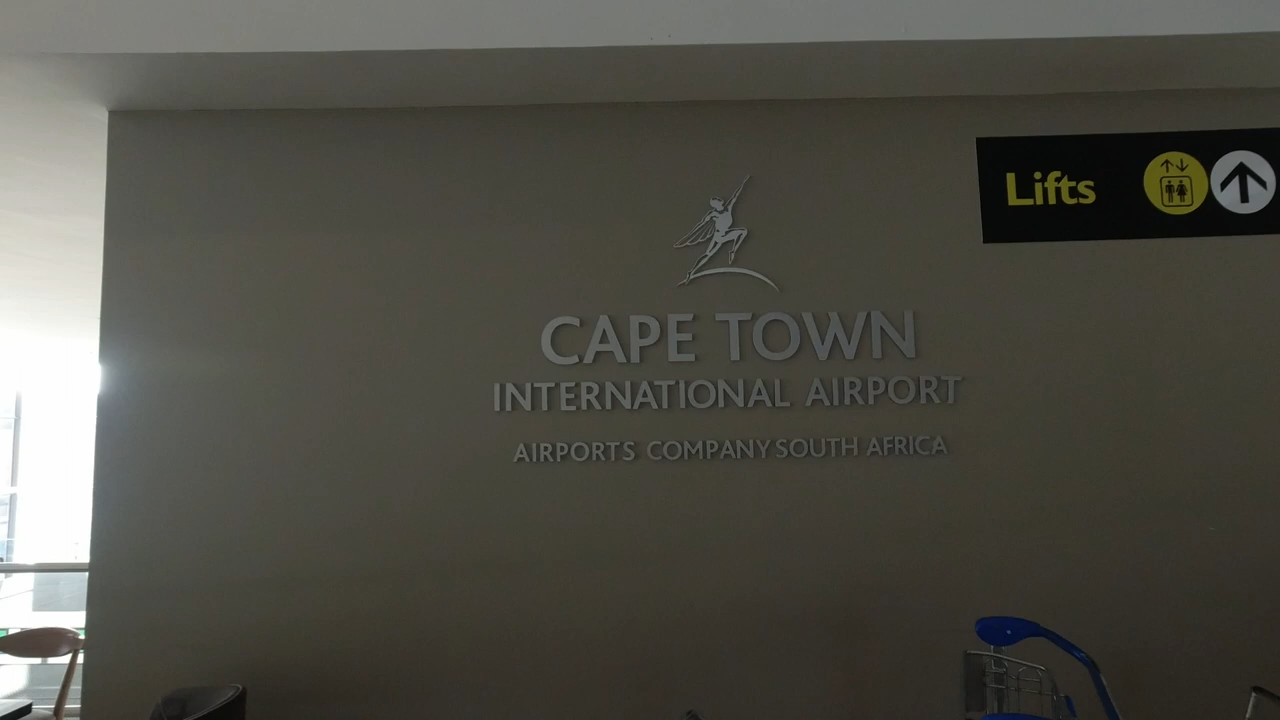 Lifts
CAPE TOWN
INTERNATIONAL AIRPORT
AIRPORTS COMPANY SOUTH AFRICA